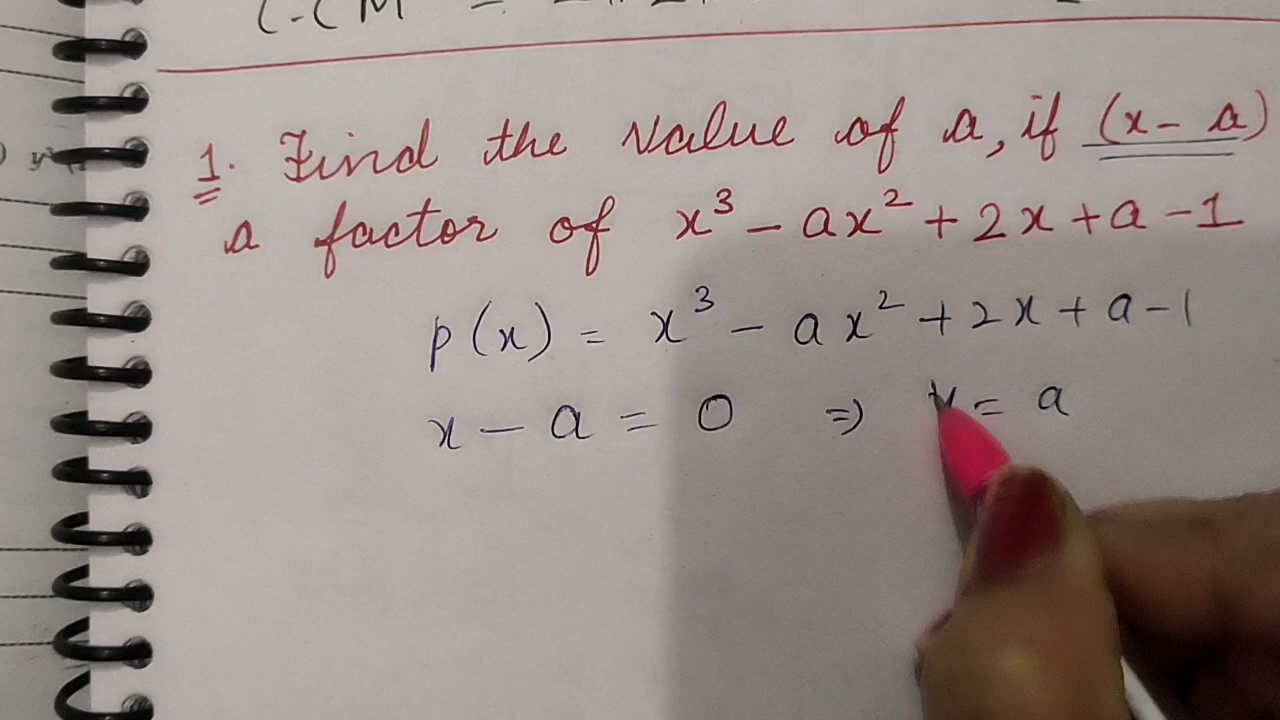 1. Find the value of a, if (x - a)
a factor of x³ - ax² + 2x + a - 1
p(x) = x³ - ax² + 2x + a - 1
x - a = 0 ⇒ x = a